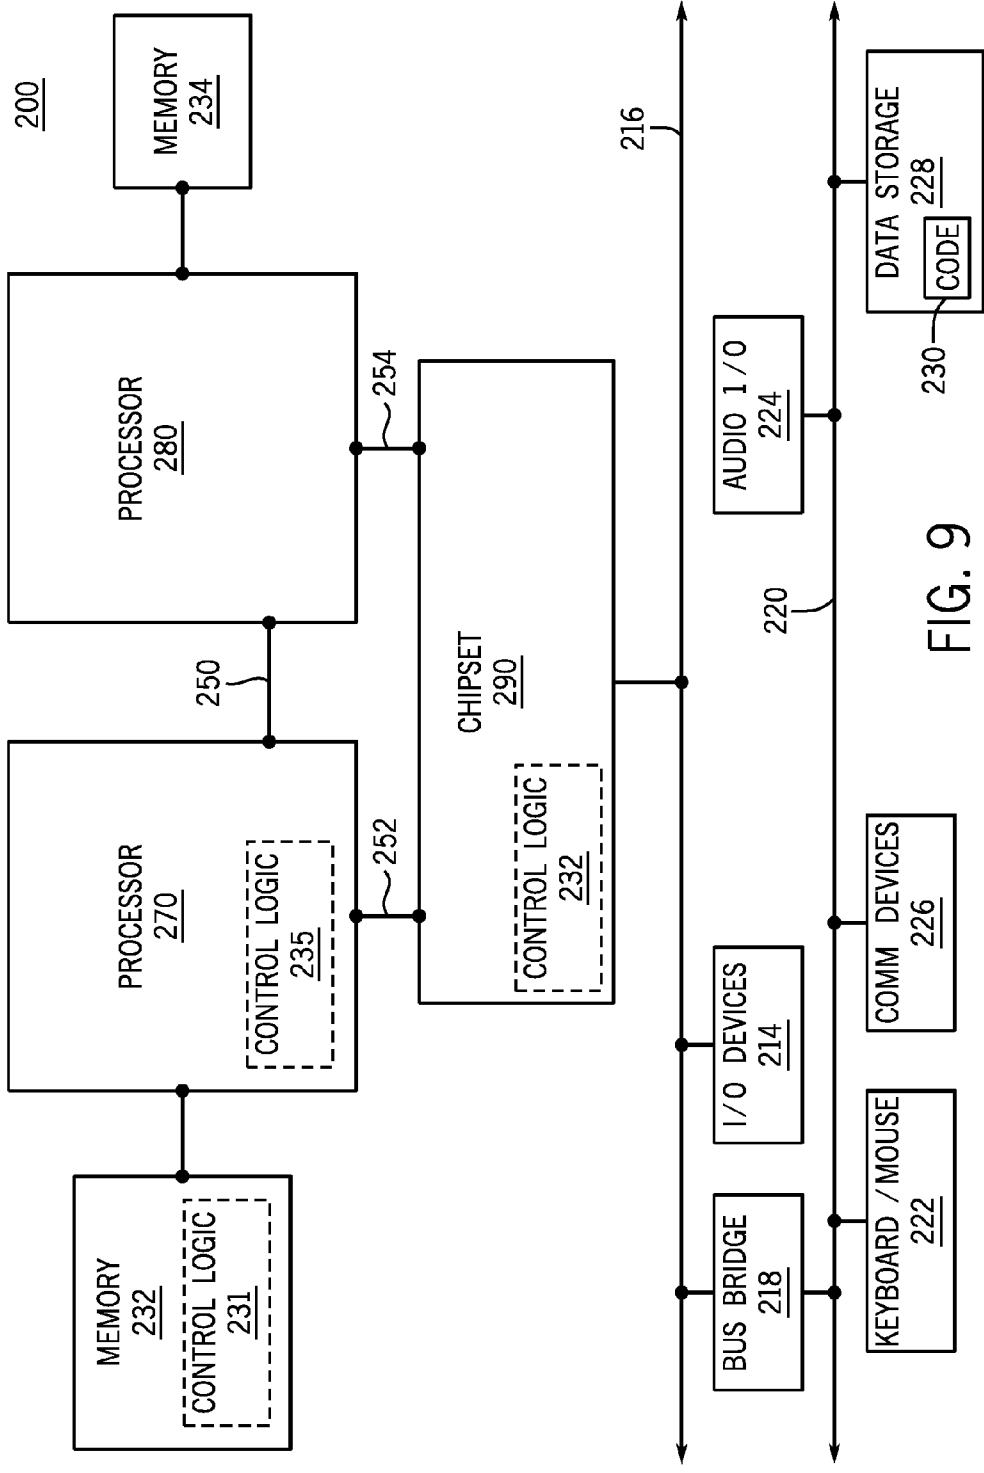 200
MEMORY
232
CONTROL LOGIC
231
PROCESSOR
270
CONTROL LOGIC
235
250
PROCESSOR
280
MEMORY
234
252
254
CHIPSET
290
CONTROL LOGIC
232
216
BUS BRIDGE
218
I/O DEVICES
214
AUDIO 1/0
224
220
KEYBOARD / MOUSE
222
COMM DEVICES
226
DATA STORAGE
228
CODE
230
FIG. 9